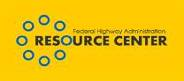 Federal Highway Administration
RESOURCE CENTER